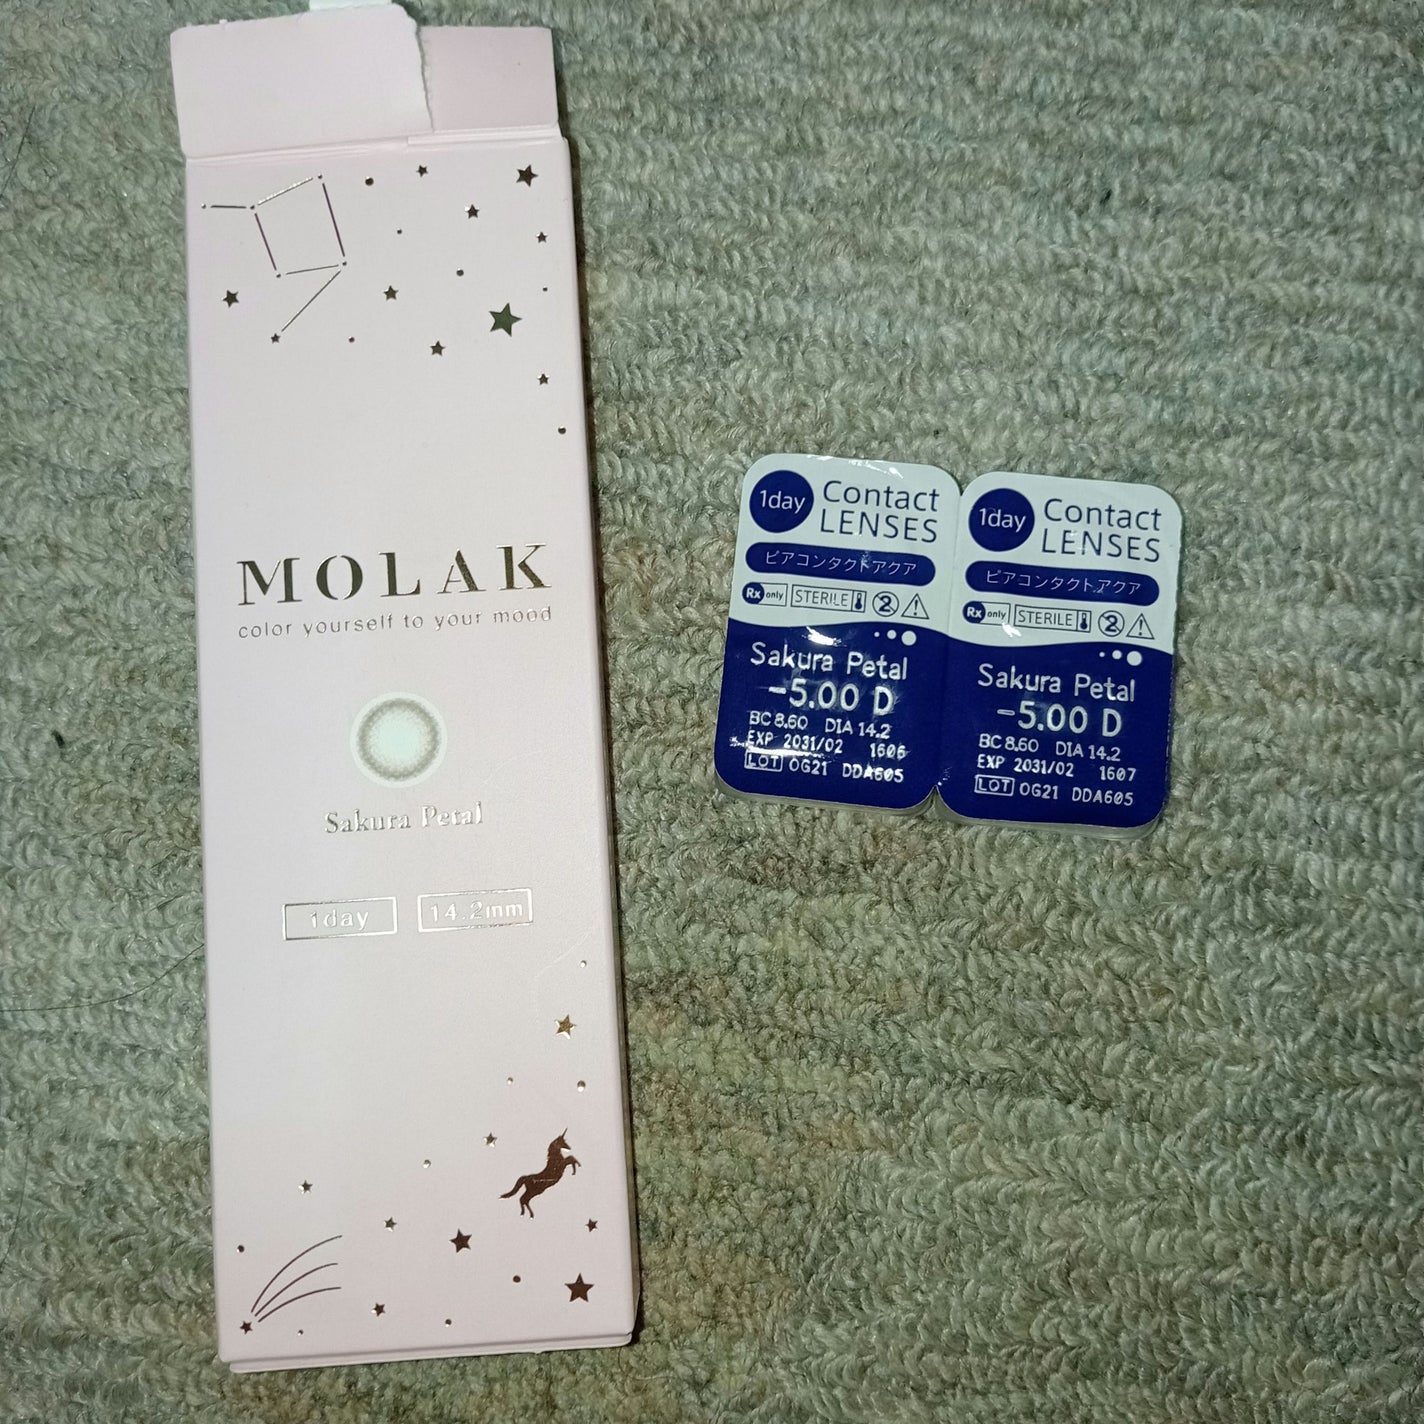 MOLAK
color yourself to your mood
Sakura Petal
1day
14.2mm
1day
Contact
LENSES
ピアコンタクトアクア
Rx only
STERILE
2
Sakura Petal
-5.00 D
BC 8.60 DIA 14.2
EXP 2031/02 1606
LOT OG21 DDA605
1day
Contact
LENSES
ピアコンタクトアクア
Rx only
STERILE
2
Sakura Petal
-5.00 D
BC 8.60 DIA 14.2
EXP 2031/02 1607
LOT OG21 DDA605